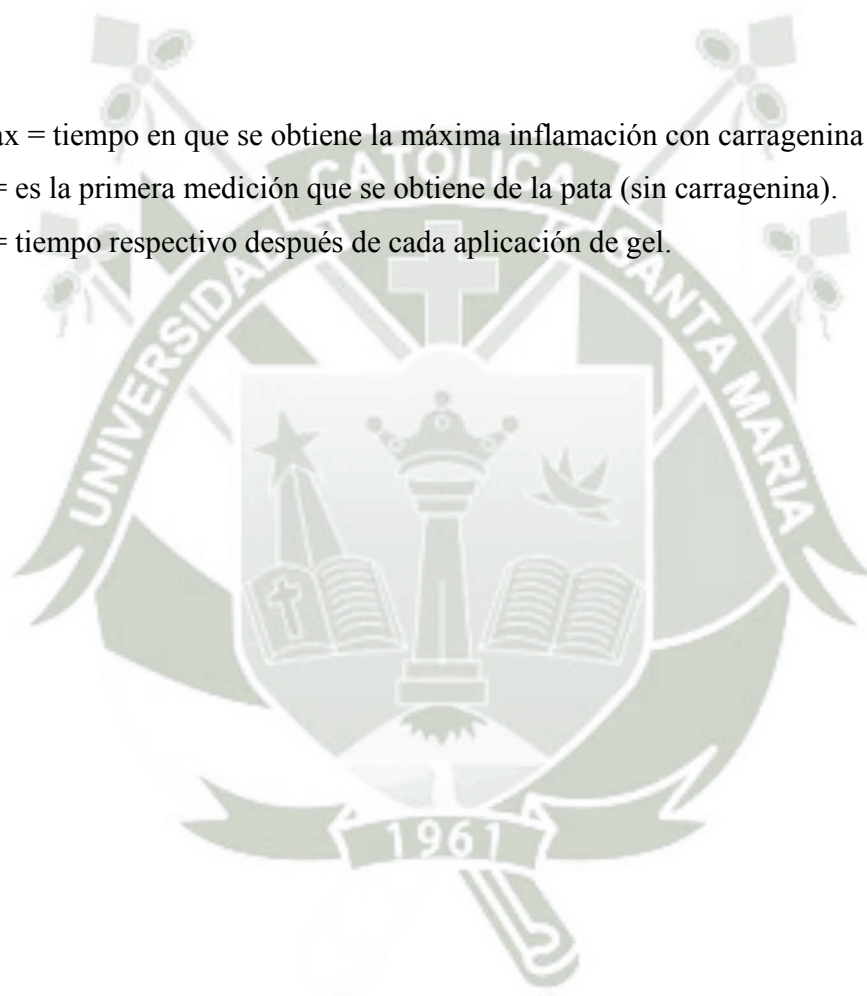 ax = tiempo en que se obtiene la máxima inflamación con carragenina
= es la primera medición que se obtiene de la pata (sin carragenina).
= tiempo respectivo después de cada aplicación de gel.
UNIVERSIDAD CATOLICA SANTA MARIA
1961